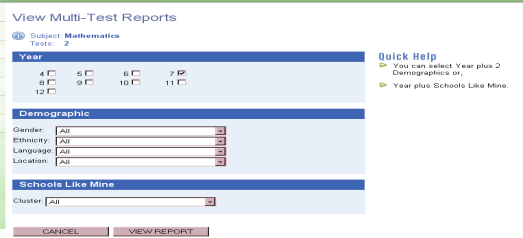 View Multi-Test Reports
Subject: Mathematics
Tests: 2
Year
4 5 6 7
8 9 10 11
12
Demographic
Gender: All
Ethnicity: All
Language: All
Location: All
Schools Like Mine
Cluster: All
CANCEL VIEW REPORT
Quick Help
You can select Year plus 2
Demographics or,
Year plus Schools Like Mine.